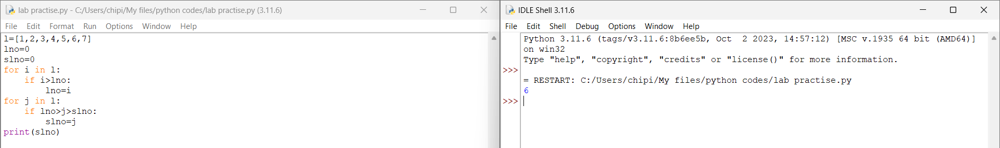 lab practise.py - C:/Users/chipi/My files/python codes/lab practise.py (3.11.6)
File Edit Format Run Options Window Help
l=[1,2,3,4,5,6,7]
lno=0
slno=0
for i in l:
    if i>lno:
        lno=i
for j in l:
    if lno>j>slno:
        slno=j
print(slno)
IDLE Shell 3.11.6
File Edit Shell Debug Options Window Help
Python 3.11.6 (tags/v3.11.6:8b6ee5b, Oct  2 2023, 14:57:12) [MSC v.1935 64 bit (AMD64)]
on win32
Type "help", "copyright", "credits" or "license()" for more information.
>>>
= RESTART: C:/Users/chipi/My files/python codes/lab practise.py
6
>>>